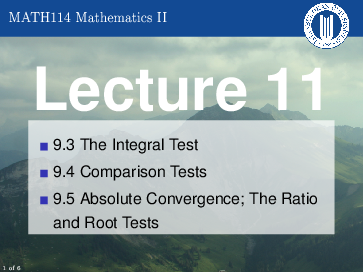 MATH114 Mathematics II
Lecture 11
9.3 The Integral Test
9.4 Comparison Tests
9.5 Absolute Convergence; The Ratio
and Root Tests
1 of 6